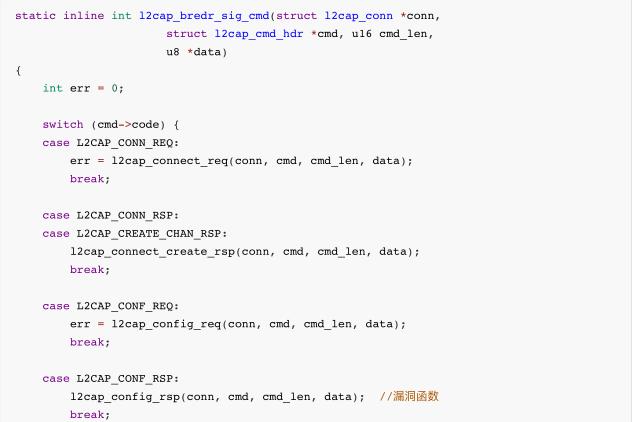 static inline int l2cap_bredr_sig_cmd(struct l2cap_conn *conn,
struct l2cap_cmd_hdr *cmd, u16 cmd_len,
u8 *data)
{
int err = 0;
switch (cmd->code) {
case L2CAP_CONN_REQ:
err = l2cap_connect_req(conn, cmd, cmd_len, data);
break;
case L2CAP_CONN_RSP:
case L2CAP_CREATE_CHAN_RSP:
l2cap_connect_create_rsp(conn, cmd, cmd_len, data);
break;
case L2CAP_CONF_REQ:
err = l2cap_config_req(conn, cmd, cmd_len, data);
break;
case L2CAP_CONF_RSP:
l2cap_config_rsp(conn, cmd, cmd_len, data);  //漏洞函数
break;